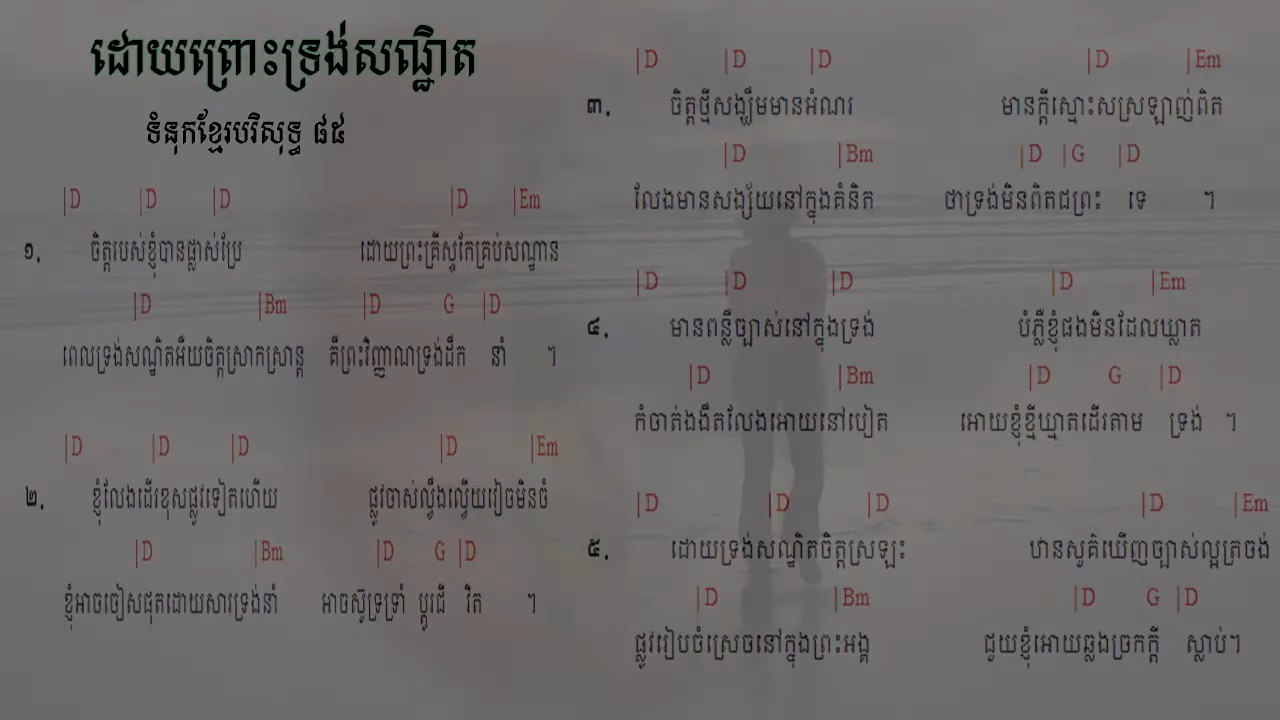 ដោយព្រោះទ្រង់សណ្ឋិត
ទំនុកខ្មែរបរិសុទ្ធ ៨៥
|D |D |D |D |Em
១. ចិត្តរបស់ខ្ញុំបានផ្លាស់ប្រែ ដោយព្រះគ្រីស្ទកែគ្រប់សណ្ឋាន
|D |Bm |D G |D
ពេលទ្រង់សណ្ឋិតអីយចិត្តស្រាកស្រាន្ត គឺព្រះវិញ្ញាណទ្រង់ដឹក នាំ ។
|D |D |D |D |Em
២. ខ្ញុំលែងដើរខុសផ្លូវទៀតហើយ ផ្លូវចាស់ល្វឹងល្វើយវៀចមិនចំ
|D |Bm |D G |D
ខ្ញុំអាចចៀសផុតដោយសារទ្រង់នាំ អាចស៊ូទ្រទ្រាំ ប្តូរជី វិត ។
|D |D |D |D |Em
៣. ចិត្តថ្មីសង្ឃឹមមានអំណរ មានក្តីស្មោះសស្រឡាញ់ពិត
|D |Bm |D |G |D
លែងមានសង្ស័យនៅក្នុងគំនិត ថាទ្រង់មិនពិតជព្រះ ទេ ។
|D |D |D |D |Em
៤. មានពន្លឺច្បាស់នៅក្នុងទ្រង់ បំភ្លឺខ្ញុំផងមិនដែលឃ្លាត
|D |Bm |D G |D
កំចាត់ងងឹតលែងអោយនៅបៀត អោយខ្ញុំខ្មីឃ្មាតដើរតាម ទ្រង់ ។
|D |D |D |D |Em
៥. ដោយទ្រង់សណ្ឋិតចិត្តស្រឡះ ឋានសួគ៌ឃើញច្បាស់ល្អត្រចង់
|D |Bm |D G |D
ផ្លូវរៀបចំស្រេចនៅក្នុងព្រះអង្គ ជួយខ្ញុំអោយឆ្លងច្រកក្តី ស្លាប់។